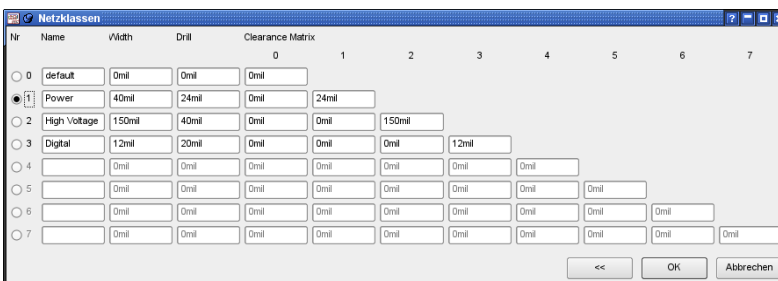 Netzklassen
Nr Name Width Drill Clearance Matrix
0 1 2 3 4 5 6 7
0 default 0mil 0mil 0mil
1 Power 40mil 24mil 0mil 24mil
2 High Voltage 150mil 40mil 0mil 0mil 150mil
3 Digital 12mil 20mil 0mil 0mil 0mil 12mil
4 0mil 0mil 0mil 0mil 0mil 0mil 0mil
5 0mil 0mil 0mil 0mil 0mil 0mil 0mil 0mil
6 0mil 0mil 0mil 0mil 0mil 0mil 0mil 0mil 0mil
7 0mil 0mil 0mil 0mil 0mil 0mil 0mil 0mil 0mil 0mil
<< OK Abbrechen